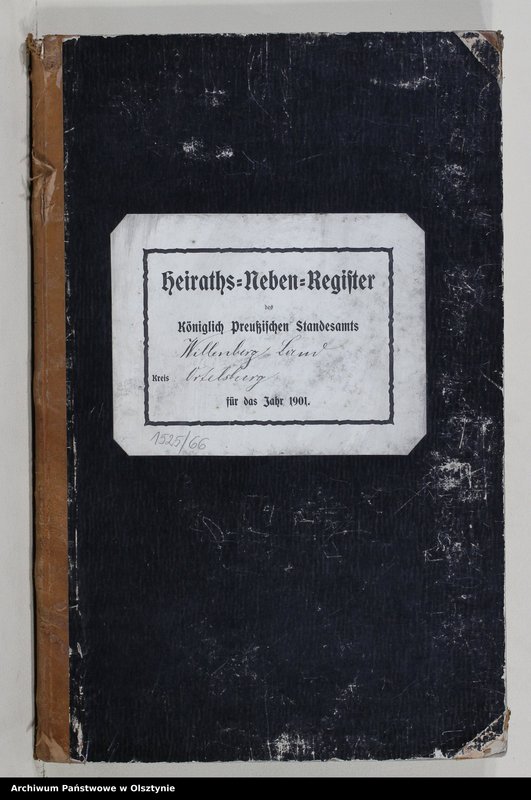 Heiraths-Neben-Register
des
Königlich Preußischen Standesamts
Willenberg, Land
Kreis Ortelsburg
für das Jahr 1901.
1525/66
Archiwum Państwowe w Olsztynie